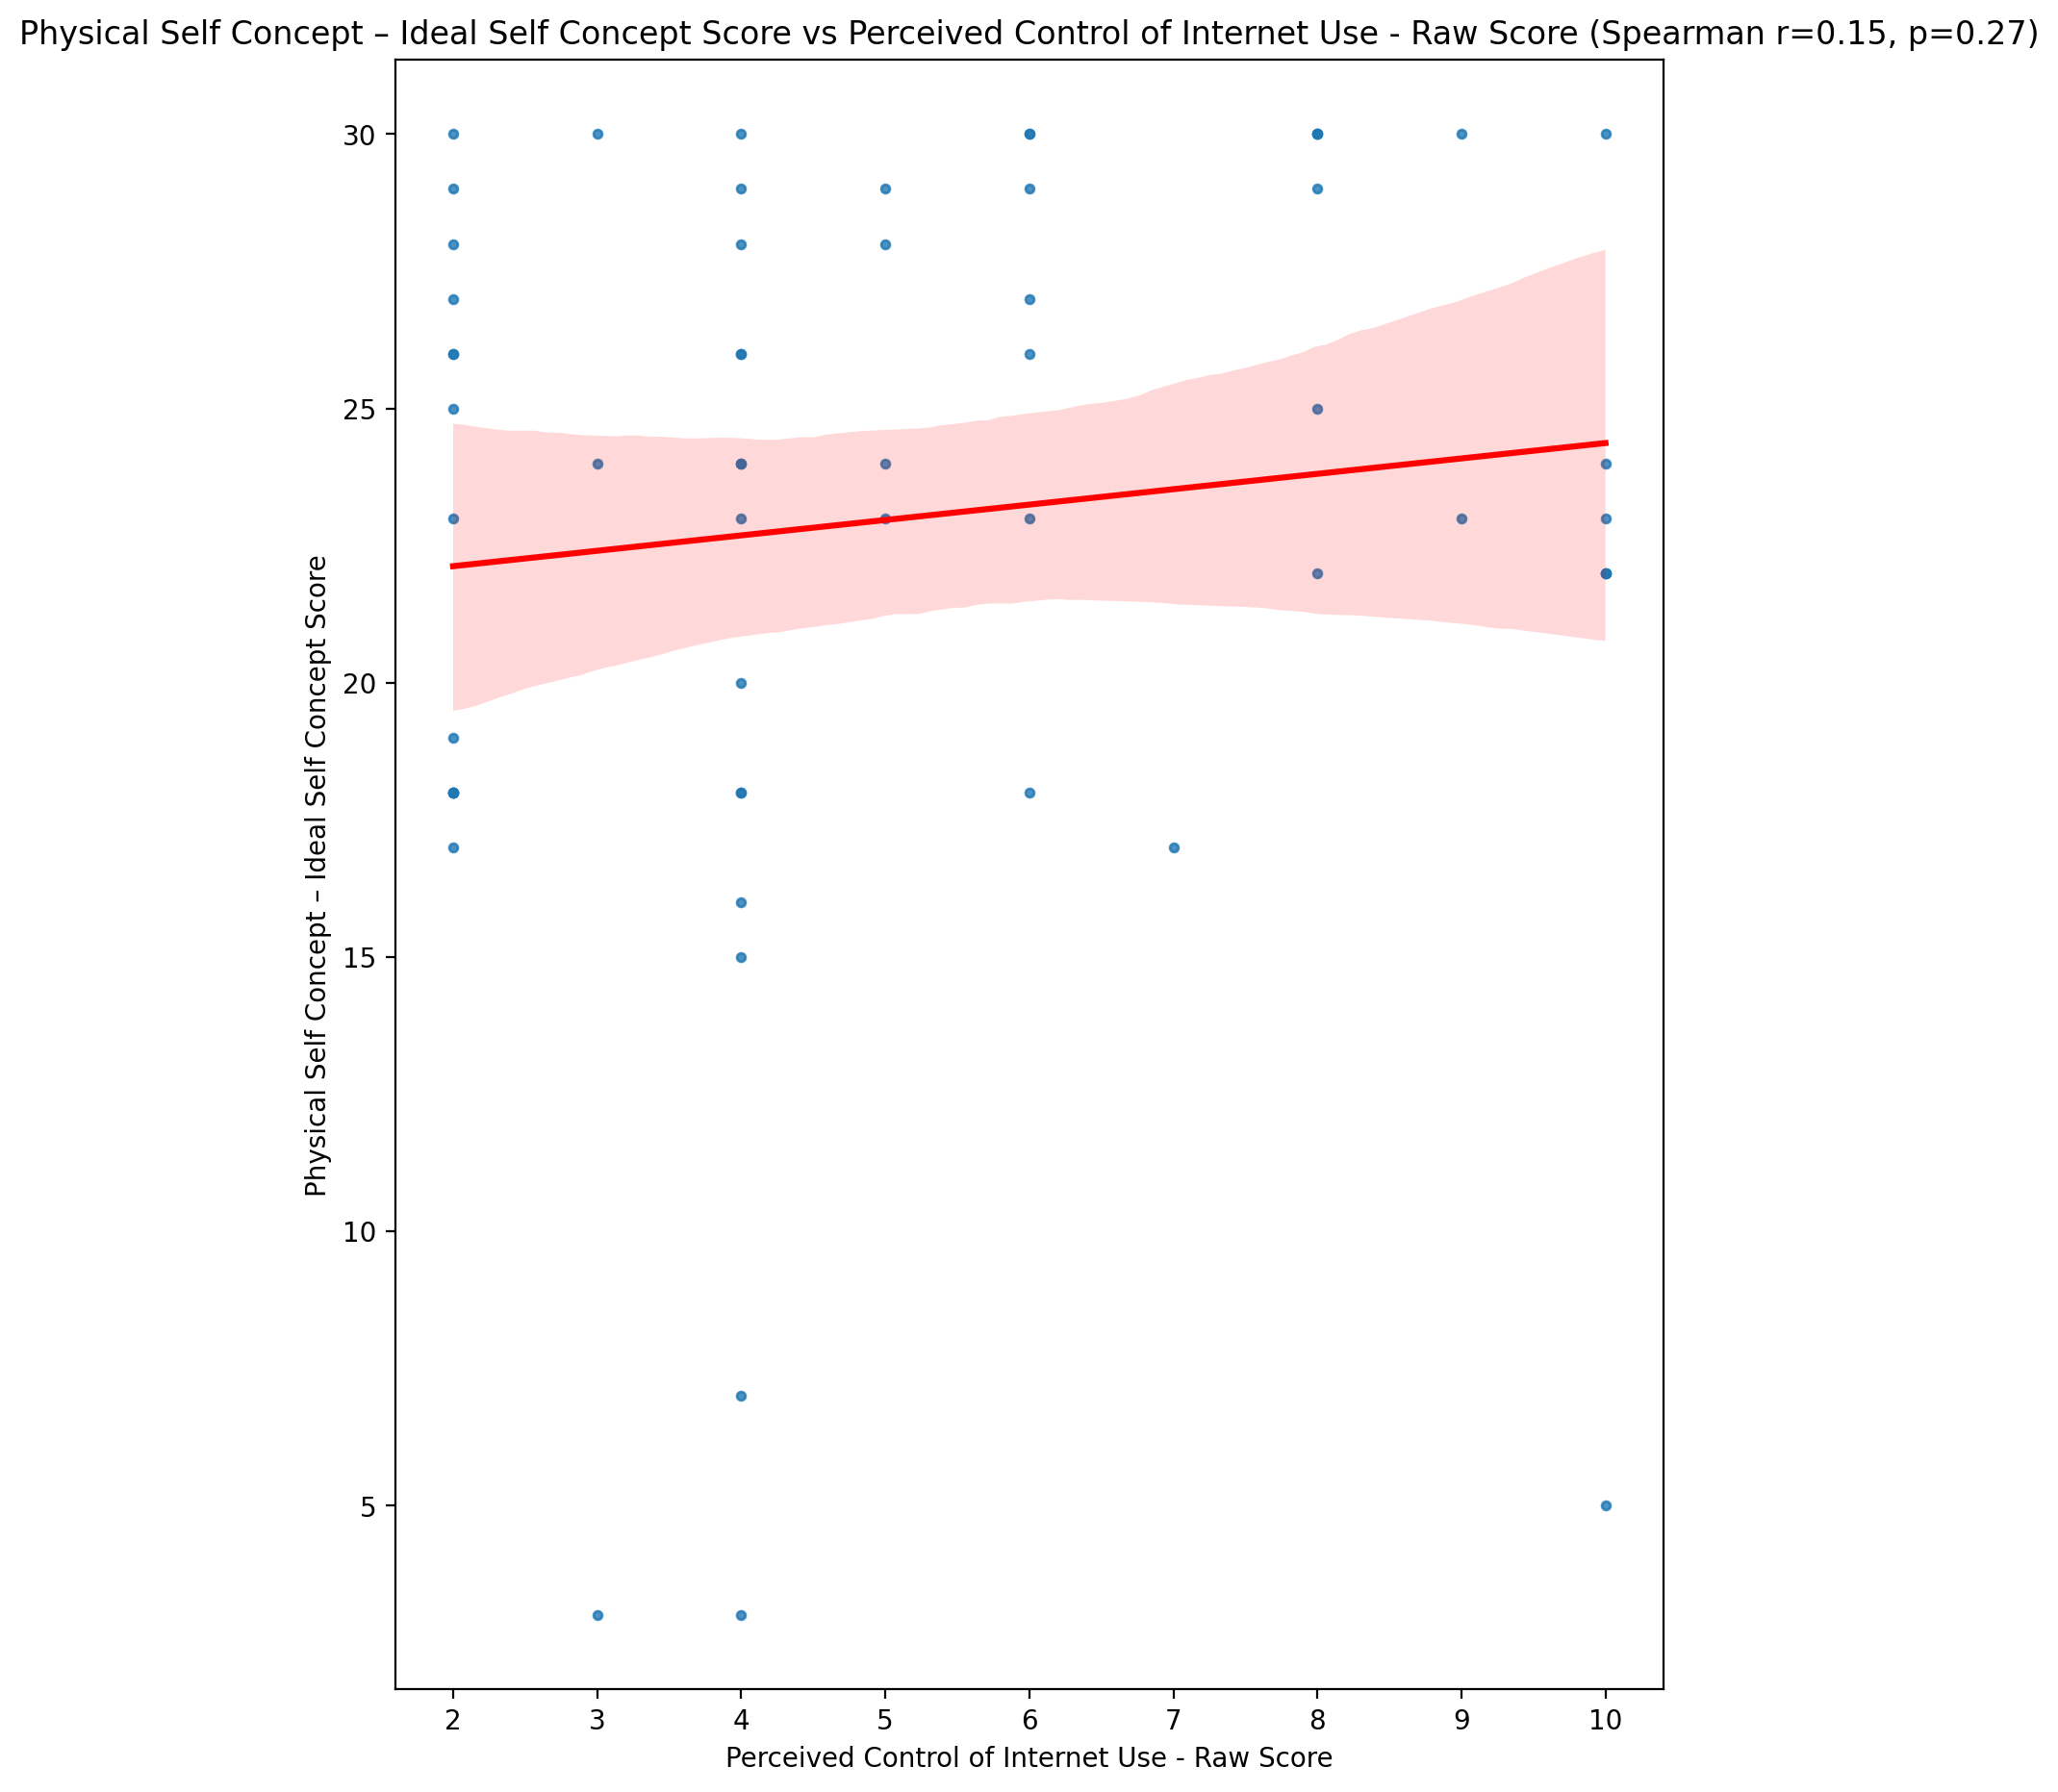 Physical Self Concept – Ideal Self Concept Score vs Perceived Control of Internet Use - Raw Score (Spearman r=0.15, p=0.27)
Physical Self Concept – Ideal Self Concept Score
30
25
20
15
10
5
2 3 4 5 6 7 8 9 10
Perceived Control of Internet Use - Raw Score